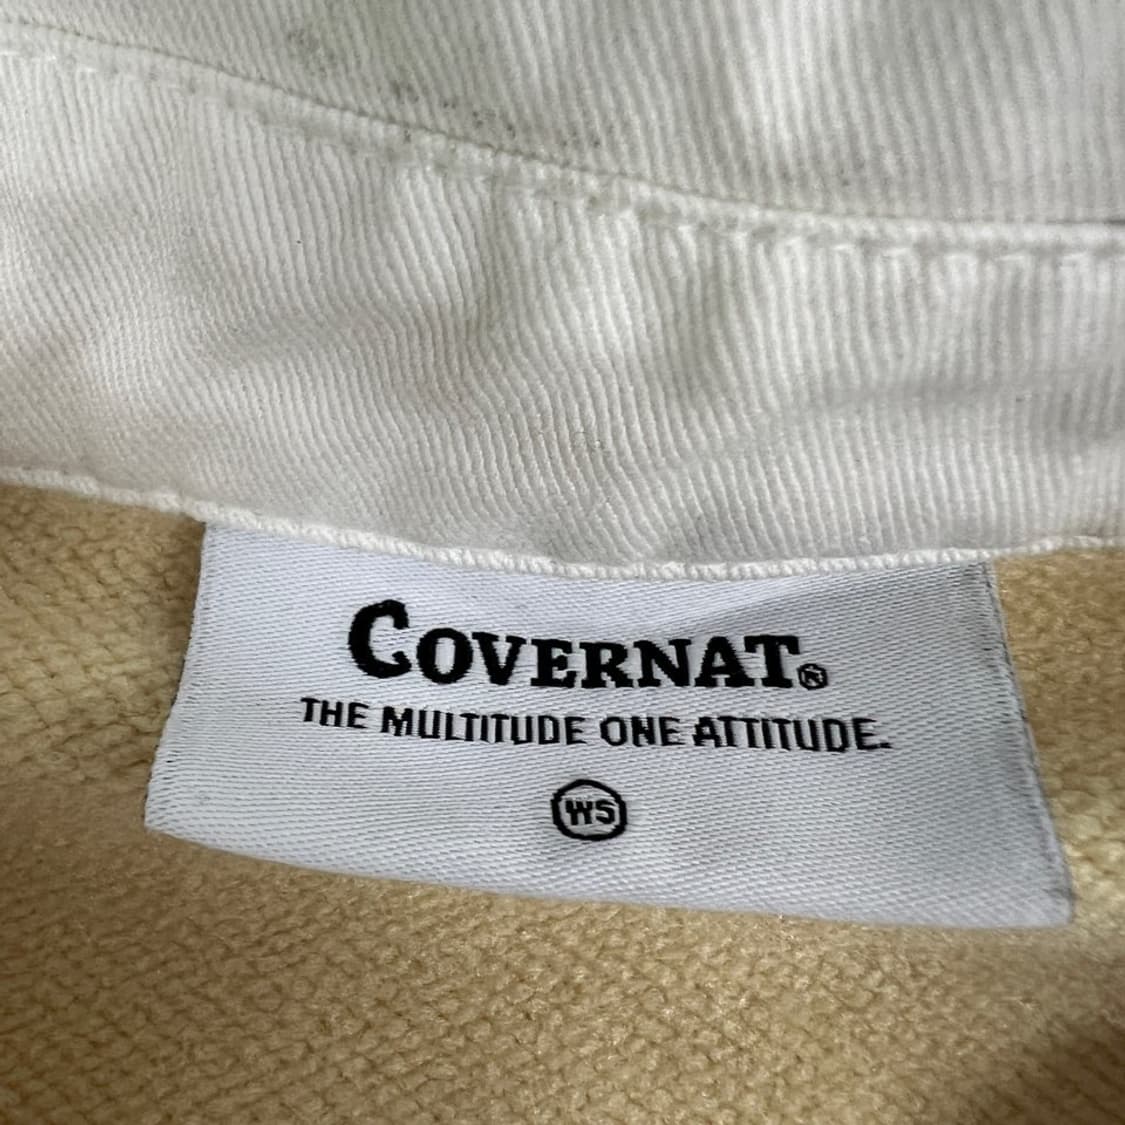 COVERNAT®
THE MULTITUDE ONE ATTITUDE.
WS